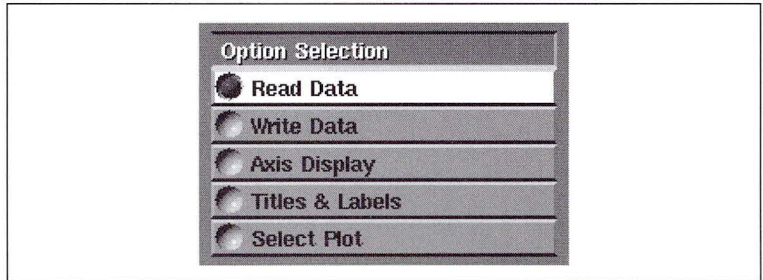 Option Selection
Read Data
Write Data
Axis Display
Titles & Labels
Select Plot